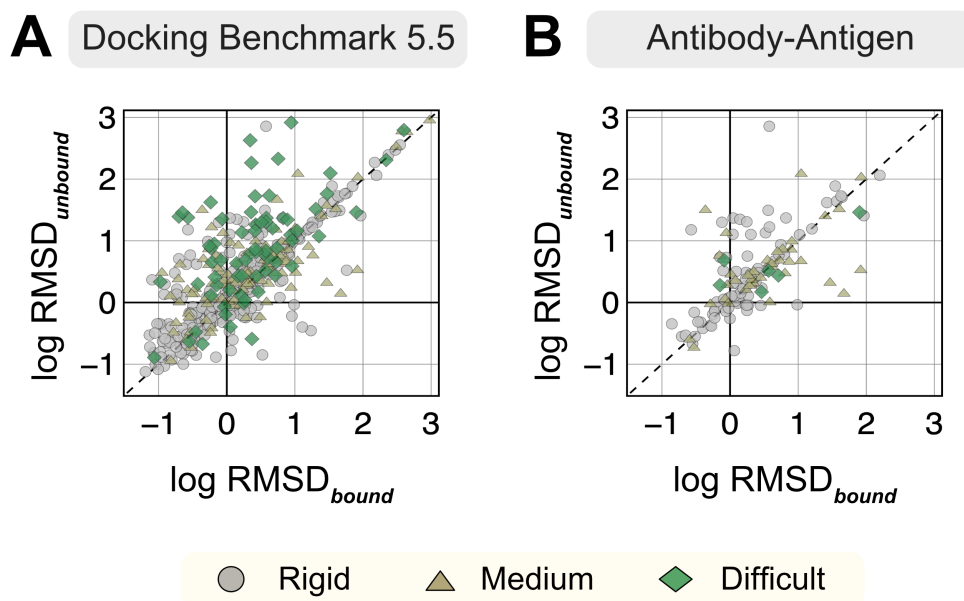 A Docking Benchmark 5.5
B Antibody-Antigen
3
2
1
0
−1
log RMSDunbound
−1 0 1 2 3
log RMSDbound
3
2
1
0
−1
log RMSDunbound
−1 0 1 2 3
log RMSDbound
Rigid Medium Difficult